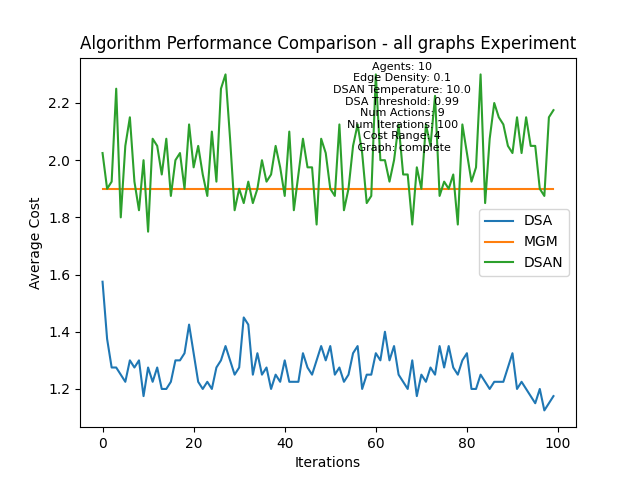 Algorithm Performance Comparison - all graphs Experiment
Agents: 10
Edge Density: 0.1
DSAN Temperature: 10.0
DSA Threshold: 0.99
Num Actions: 9
Num Iterations: 100
Cost Range: 4
Graph: complete
2.2
2.0
1.8
1.6
1.4
1.2
Average Cost
DSA
MGM
DSAN
0 20 40 60 80 100
Iterations